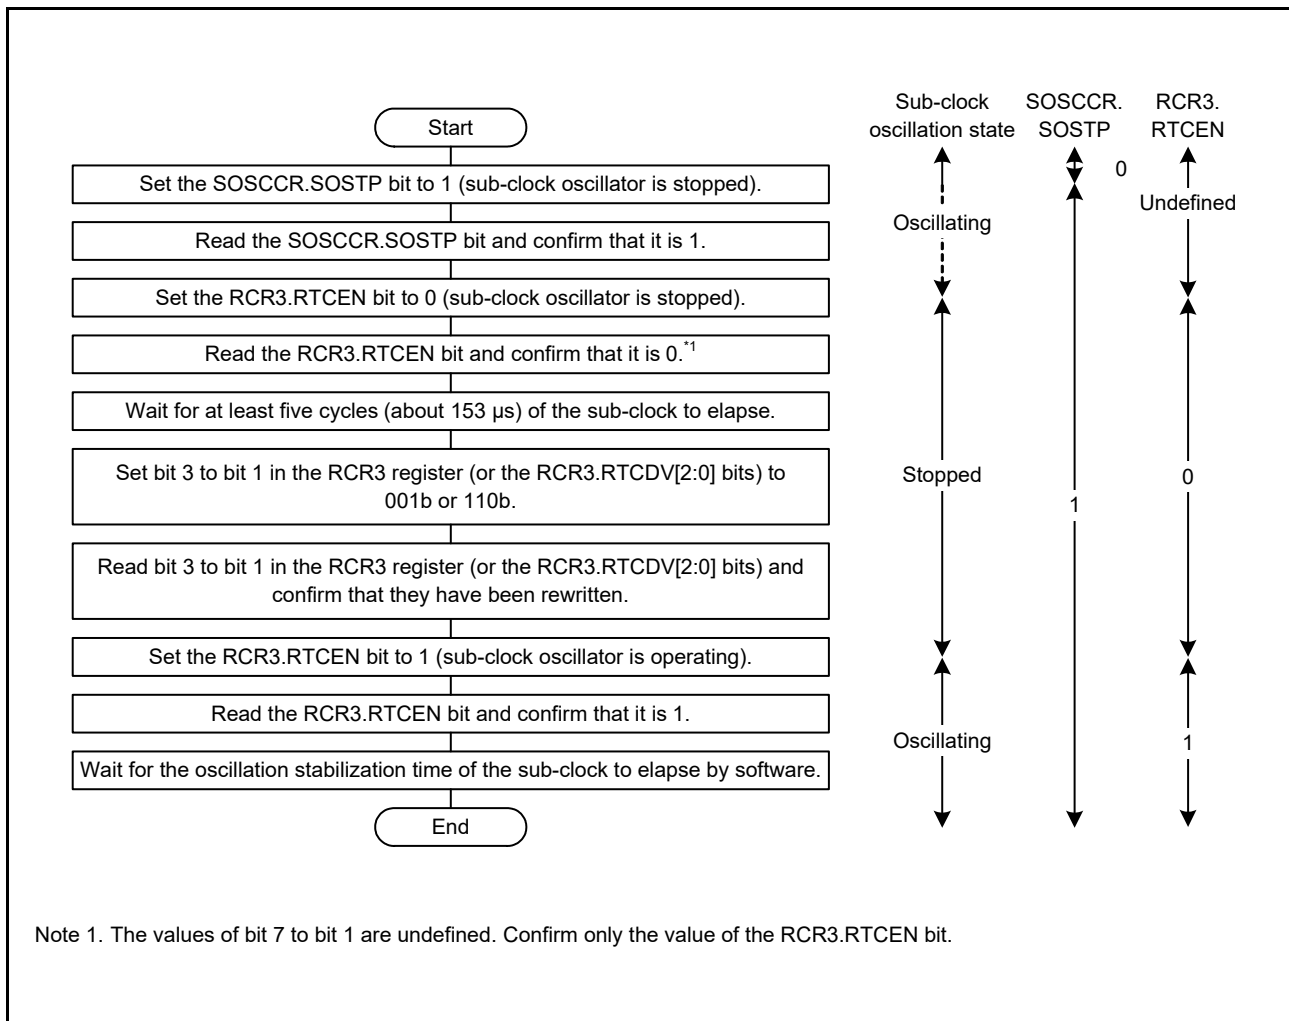 Start
Set the SOSCCR.SOSTP bit to 1 (sub-clock oscillator is stopped).
Read the SOSCCR.SOSTP bit and confirm that it is 1.
Set the RCR3.RTCEN bit to 0 (sub-clock oscillator is stopped).
Read the RCR3.RTCEN bit and confirm that it is 0.*1
Wait for at least five cycles (about 153 µs) of the sub-clock to elapse.
Set bit 3 to bit 1 in the RCR3 register (or the RCR3.RTCDV[2:0] bits) to
001b or 110b.
Read bit 3 to bit 1 in the RCR3 register (or the RCR3.RTCDV[2:0] bits) and
confirm that they have been rewritten.
Set the RCR3.RTCEN bit to 1 (sub-clock oscillator is operating).
Read the RCR3.RTCEN bit and confirm that it is 1.
Wait for the oscillation stabilization time of the sub-clock to elapse by software.
End
Sub-clock
oscillation state
Oscillating
Stopped
Oscillating
SOSCCR.
SOSTP
0
1
RCR3.
RTCEN
Undefined
0
1
Note 1. The values of bit 7 to bit 1 are undefined. Confirm only the value of the RCR3.RTCEN bit.